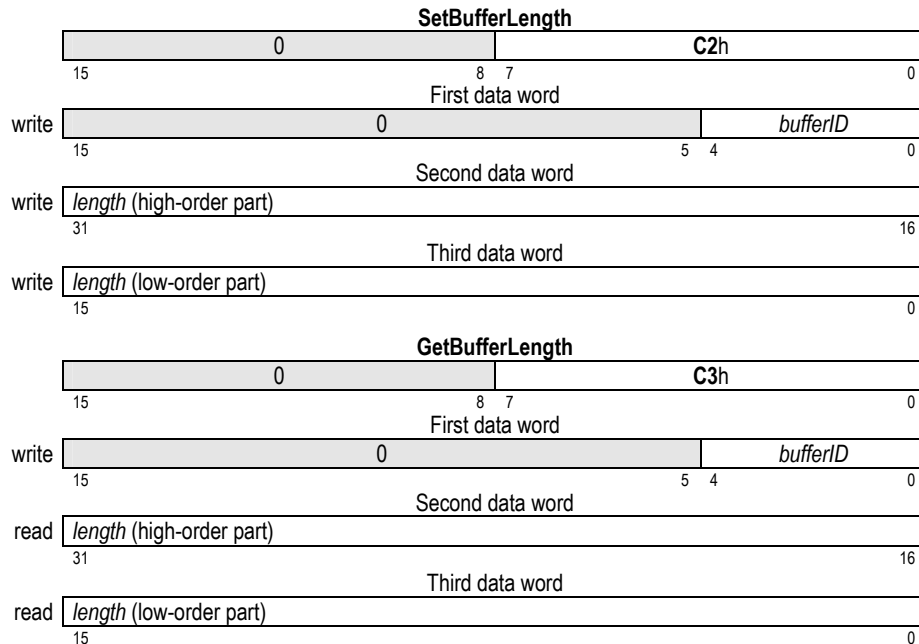 SetBufferLength
0 C2h
15 8 7 0
First data word
write 0 bufferID
15 5 4 0
Second data word
write length (high-order part)
31 16
Third data word
write length (low-order part)
15 0
GetBufferLength
0 C3h
15 8 7 0
First data word
write 0 bufferID
15 5 4 0
Second data word
read length (high-order part)
31 16
Third data word
read length (low-order part)
15 0